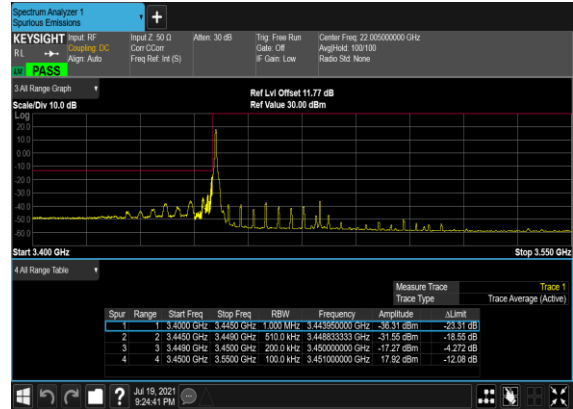 Spectrum Analyzer 1
Spurious Emissions
KEYSIGHT Input: RF Input Z: 50 Ω Atten: 30 dB Trig: Free Run Center Freq: 22.005000000 GHz
RL Coupling: DC Corr CCorr Gate: Off Avg|Hold: 100/100
Align: Auto Freq Ref: Int (S) IF Gain: Low Radio Std: None
LW PASS
3 All Range Graph
Ref Lvl Offset 11.77 dB
Scale/Div 10.0 dB Ref Value 30.00 dBm
Log
20.0
10.0
0.00
-10.0
-20.0
-30.0
-40.0
-50.0
-60.0
Start 3.400 GHz Stop 3.550 GHz
4 All Range Table
Measure Trace Trace 1
Trace Type Trace Average (Active)
Spur Range Start Freq Stop Freq RBW Frequency Amplitude ΔLimit
1 1 3.4000 GHz 3.4450 GHz 1.000 MHz 3.443950000 GHz -36.31 dBm -23.31 dB
2 2 3.4450 GHz 3.4490 GHz 510.0 kHz 3.448833333 GHz -31.55 dBm -18.55 dB
3 3 3.4490 GHz 3.4500 GHz 200.0 kHz 3.450000000 GHz -17.27 dBm -4.272 dB
4 4 3.4500 GHz 3.5500 GHz 100.0 kHz 3.451000000 GHz 17.92 dBm -12.08 dB
Jul 19, 2021
9:24:41 PM